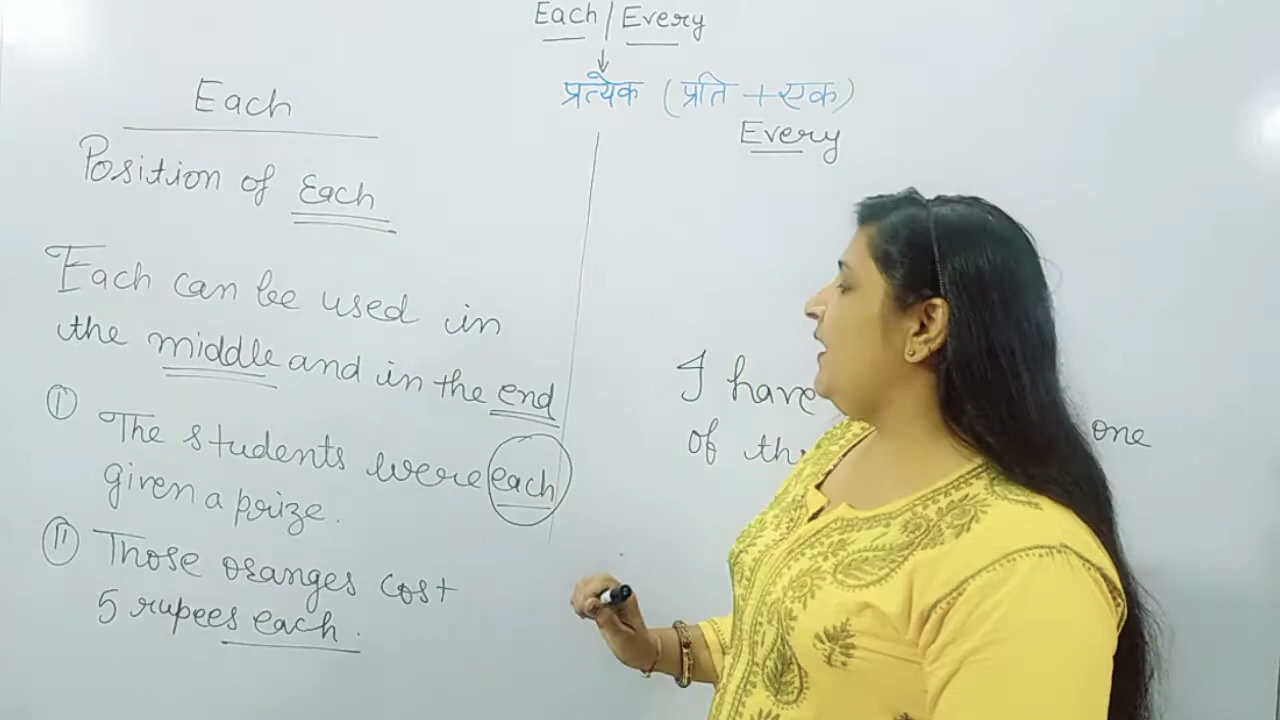 Each / Every
↓
प्रत्येक (प्रति + एक)
Each
Position of Each
Each can be used in
the middle and in the end
(I) The students were each
given a prize.
(II) Those oranges cost
5 rupees each.
Every
I have
one
of